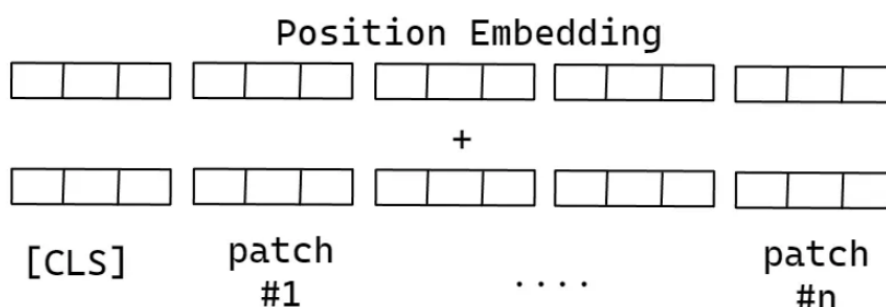 Position Embedding
+
[CLS] patch #1 .... patch #n